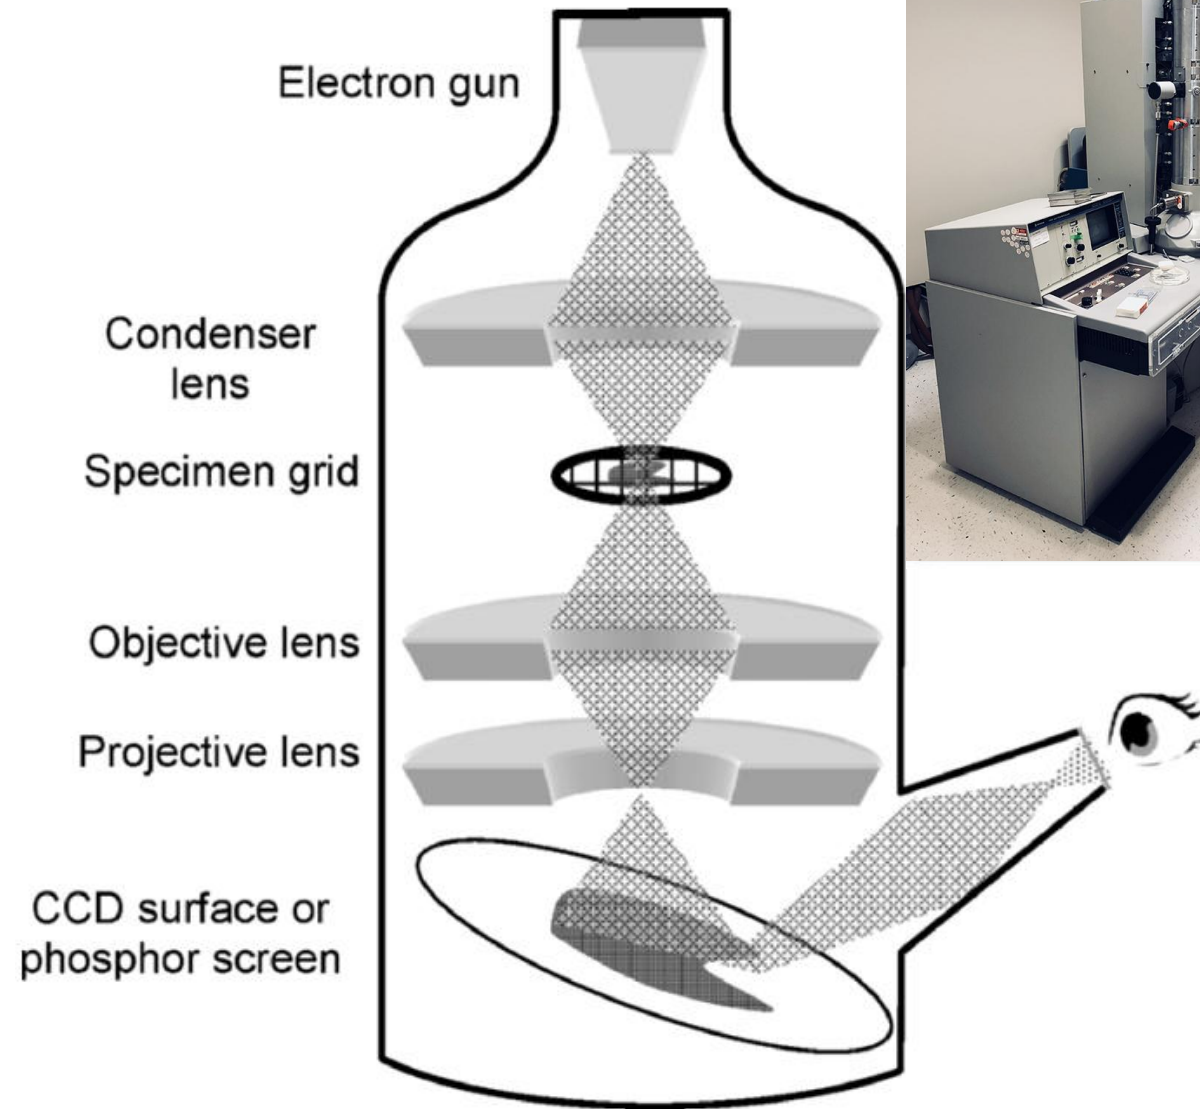 Electron gun
Condenser
lens
Specimen grid
Objective lens
Projective lens
CCD surface or
phosphor screen